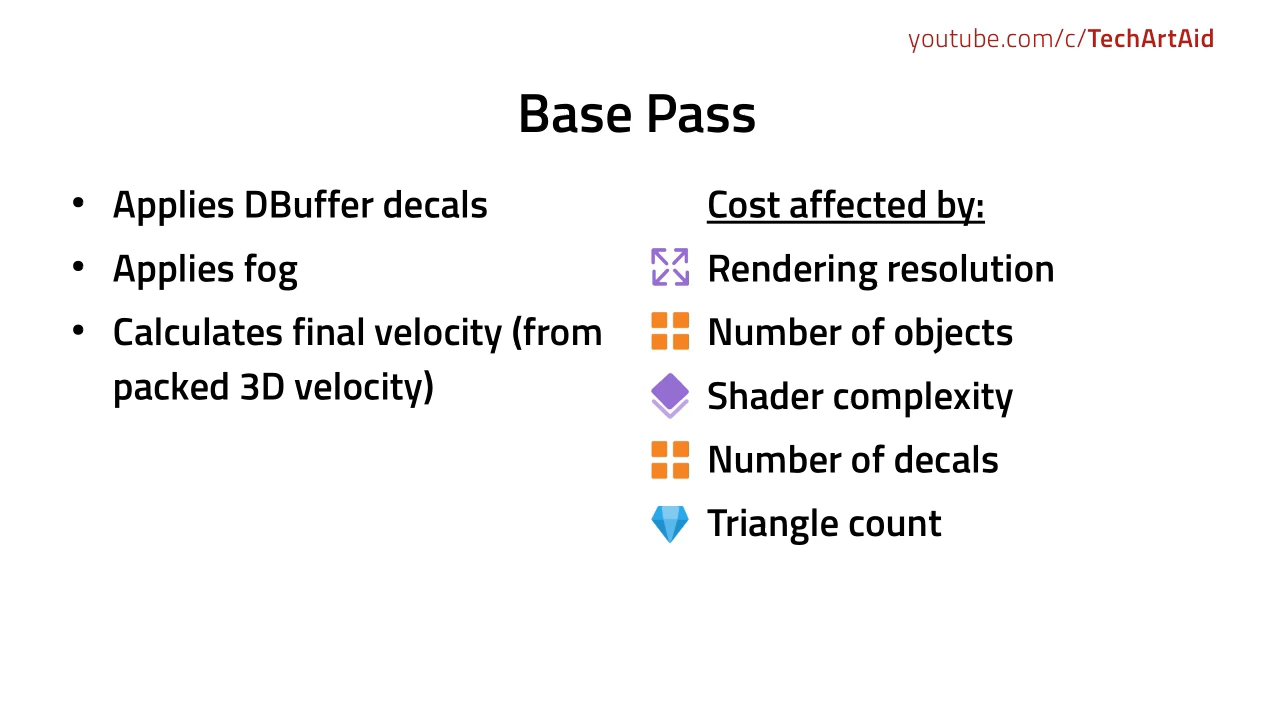 youtube.com/c/TechArtAid
Base Pass
• Applies DBuffer decals
• Applies fog
• Calculates final velocity (from
packed 3D velocity)
Cost affected by:
Rendering resolution
Number of objects
Shader complexity
Number of decals
Triangle count